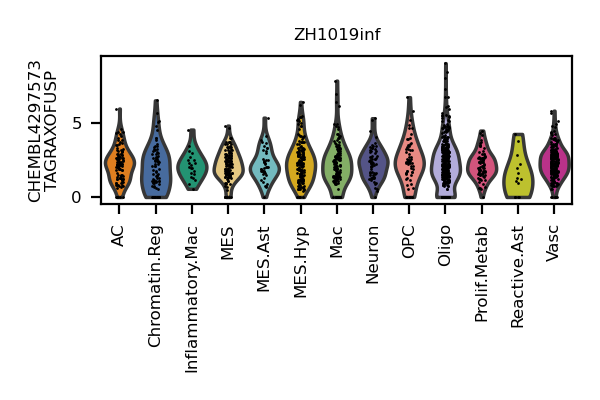 ZH1019inf
CHEMBL4297573
TAGRAXOFUSP
5
0
AC
Chromatin.Reg
Inflammatory.Mac
MES
MES.Ast
MES.Hyp
Mac
Neuron
OPC
Oligo
Prolif.Metab
Reactive.Ast
Vasc